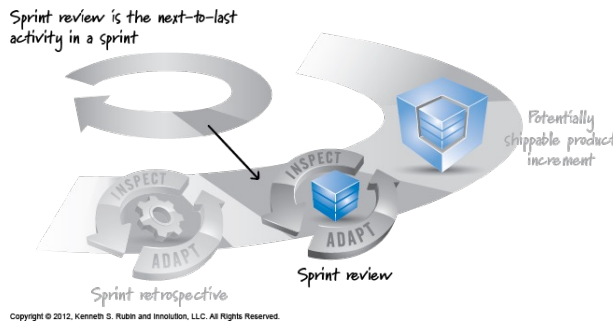 Sprint review is the next-to-last
activity in a sprint
Potentially
shippable product
increment
INSPECT
ADAPT
INSPECT
ADAPT
Sprint review
Sprint retrospective
Copyright © 2012, Kenneth S. Rubin and Innolution, LLC. All Rights Reserved.